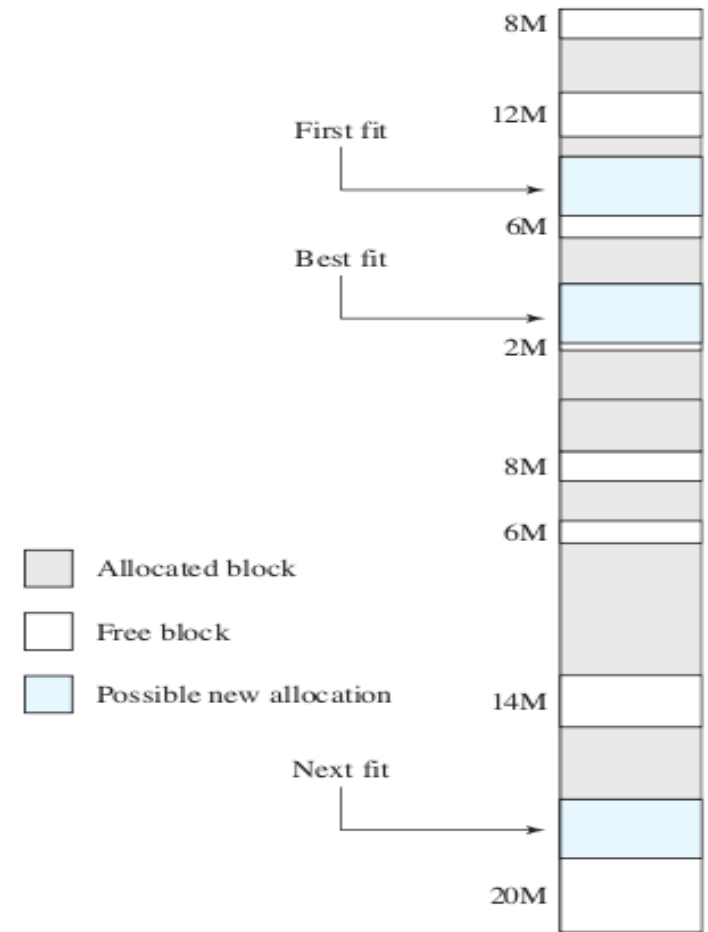 8M
12M
First fit
6M
Best fit
2M
8M
6M
Allocated block
Free block
Possible new allocation
14M
Next fit
20M